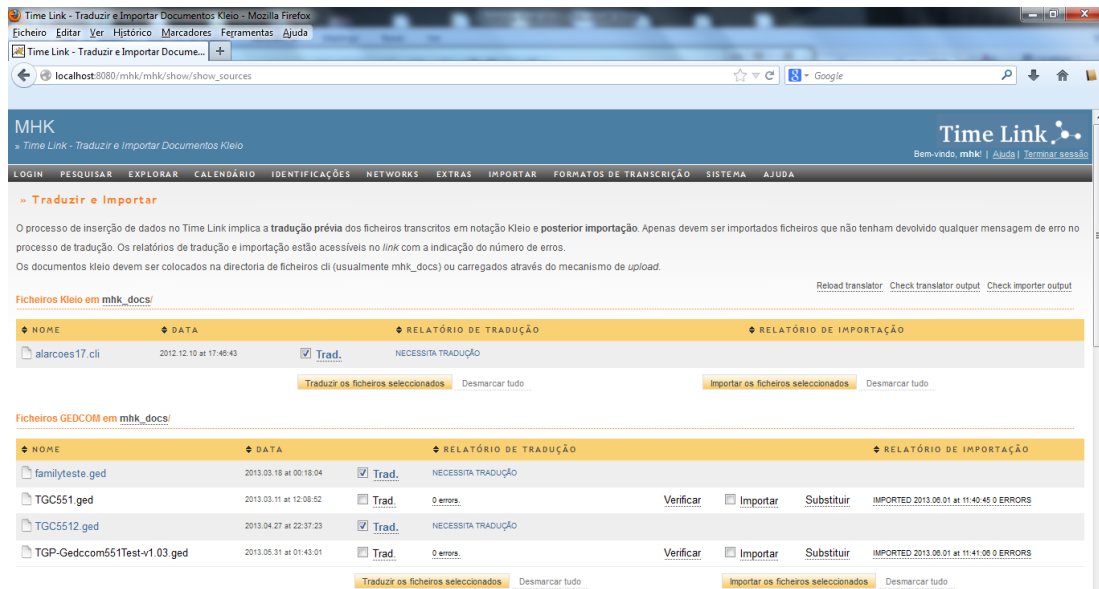 Time Link - Traduzir e Importar Documentos Kleio - Mozilla Firefox
Ficheiro Editar Ver Histórico Marcadores Ferramentas Ajuda
Time Link - Traduzir e Importar Docume... +
localhost:8080/mhk/mhk/show/show_sources
Google
MHK
» Time Link - Traduzir e Importar Documentos Kleio
Time Link
Bem-vindo, mhk! | Ajuda | Terminar sessão
LOGIN PESQUISAR EXPLORAR CALENDÁRIO IDENTIFICAÇÕES NETWORKS EXTRAS IMPORTAR FORMATOS DE TRANSCRIÇÃO SISTEMA AJUDA
» Traduzir e Importar
O processo de inserção de dados no Time Link implica a tradução prévia dos ficheiros transcritos em notação Kleio e posterior importação. Apenas devem ser importados ficheiros que não tenham devolvido qualquer mensagem de erro no
processo de tradução. Os relatórios de tradução e importação estão acessíveis no link com a indicação do número de erros.
Os documentos kleio devem ser colocados na directoria de ficheiros cli (usualmente mhk_docs) ou carregados através do mecanismo de upload.
Reload translator Check translator output Check importer output
Ficheiros Kleio em mhk_docs/
NOME DATA RELATÓRIO DE TRADUÇÃO RELATÓRIO DE IMPORTAÇÃO
alarcoes17.cli 2012.12.10 at 17:46:43 Trad. NECESSITA TRADUÇÃO
Traduzir os ficheiros seleccionados Desmarcar tudo Importar os ficheiros seleccionados Desmarcar tudo
Ficheiros GEDCOM em mhk_docs/
NOME DATA RELATÓRIO DE TRADUÇÃO RELATÓRIO DE IMPORTAÇÃO
familyteste.ged 2013.03.18 at 00:18:04 Trad. NECESSITA TRADUÇÃO
TGC551.ged 2013.03.11 at 12:08:52 Trad. 0 errors. Verificar Importar Substituir IMPORTED 2013.06.01 at 11:40:45 0 ERRORS
TGC5512.ged 2013.04.27 at 22:37:23 Trad. NECESSITA TRADUÇÃO
TGP-Gedccom551Test-v1.03.ged 2013.05.31 at 01:43:01 Trad. 0 errors. Verificar Importar Substituir IMPORTED 2013.06.01 at 11:41:06 0 ERRORS
Traduzir os ficheiros seleccionados Desmarcar tudo Importar os ficheiros seleccionados Desmarcar tudo